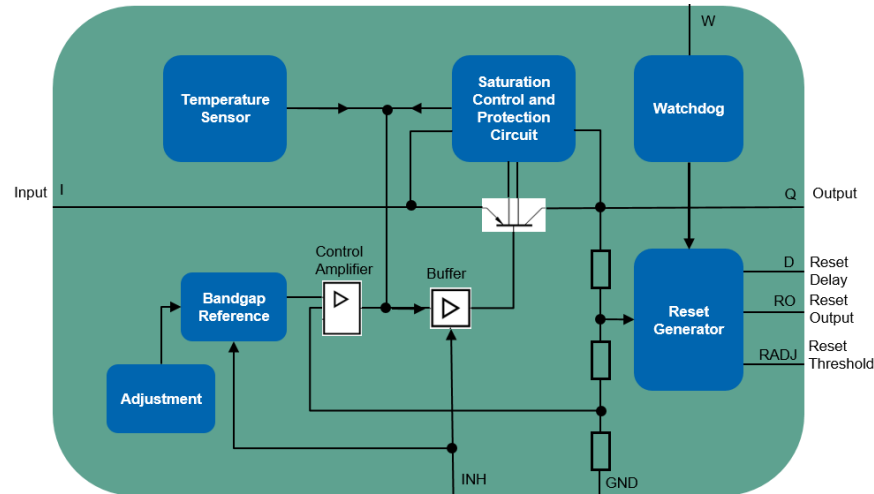 W
Temperature
Sensor
Saturation
Control and
Protection
Circuit
Watchdog
Input
I
Q
Output
Control
Amplifier
Buffer
Bandgap
Reference
Reset
Generator
D
Reset
Delay
RO
Reset
Output
RADJ
Reset
Threshold
Adjustment
INH
GND